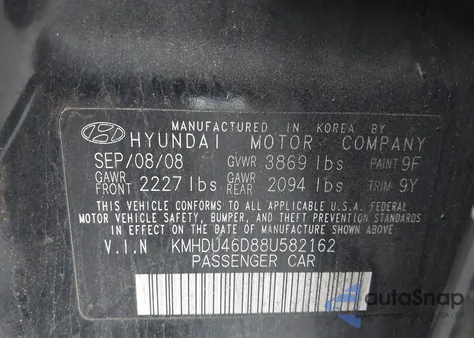 MANUFACTURED IN KOREA BY
HYUNDAI MOTOR COMPANY
SEP/08/08 GVWR 3869 lbs PAINT 9F
GAWR FRONT 2227 lbs GAWR REAR 2094 lbs TRIM 9Y
THIS VEHICLE CONFORMS TO ALL APPLICABLE U.S.A. FEDERAL
MOTOR VEHICLE SAFETY, BUMPER, AND THEFT PREVENTION STANDARDS
IN EFFECT ON THE DATE OF MANUFACTURE SHOWN ABOVE.
V.I.N KMHDU46D88U582162
PASSENGER CAR
autoSnap